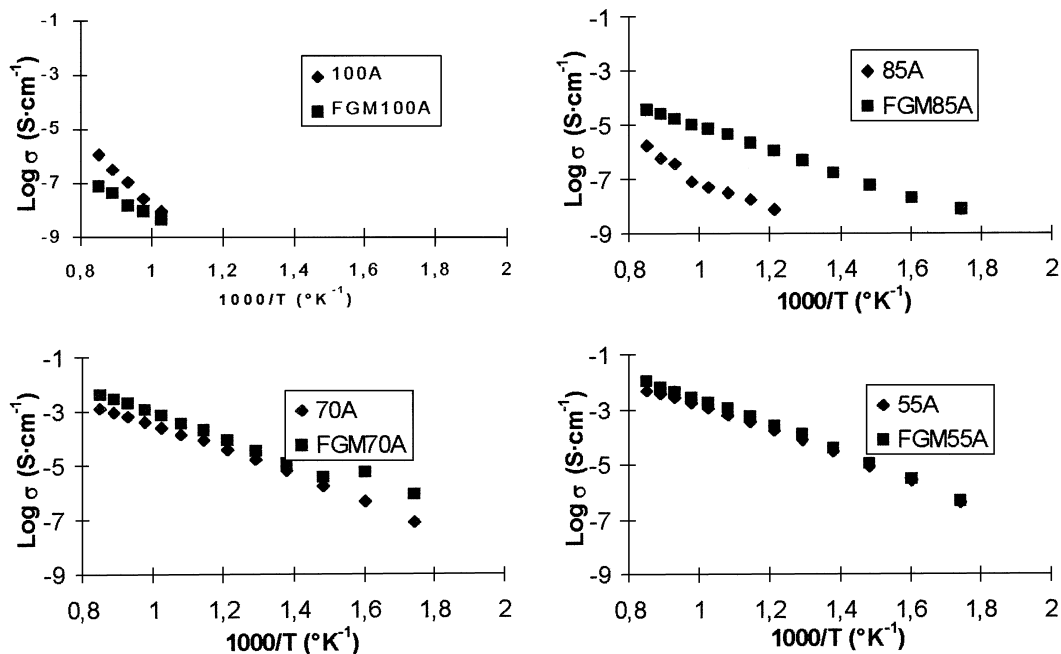 -1
-3
-5
-7
-9
Log σ (S·cm⁻¹)
100A
FGM100A
0,8 1 1,2 1,4 1,6 1,8 2
1000/T (°K⁻¹)
-1
-3
-5
-7
-9
Log σ (S·cm⁻¹)
85A
FGM85A
0,8 1 1,2 1,4 1,6 1,8 2
1000/T (°K⁻¹)
-1
-3
-5
-7
-9
Log σ (S·cm⁻¹)
70A
FGM70A
0,8 1 1,2 1,4 1,6 1,8 2
1000/T (°K⁻¹)
-1
-3
-5
-7
-9
Log σ (S·cm⁻¹)
55A
FGM55A
0,8 1 1,2 1,4 1,6 1,8 2
1000/T (°K⁻¹)